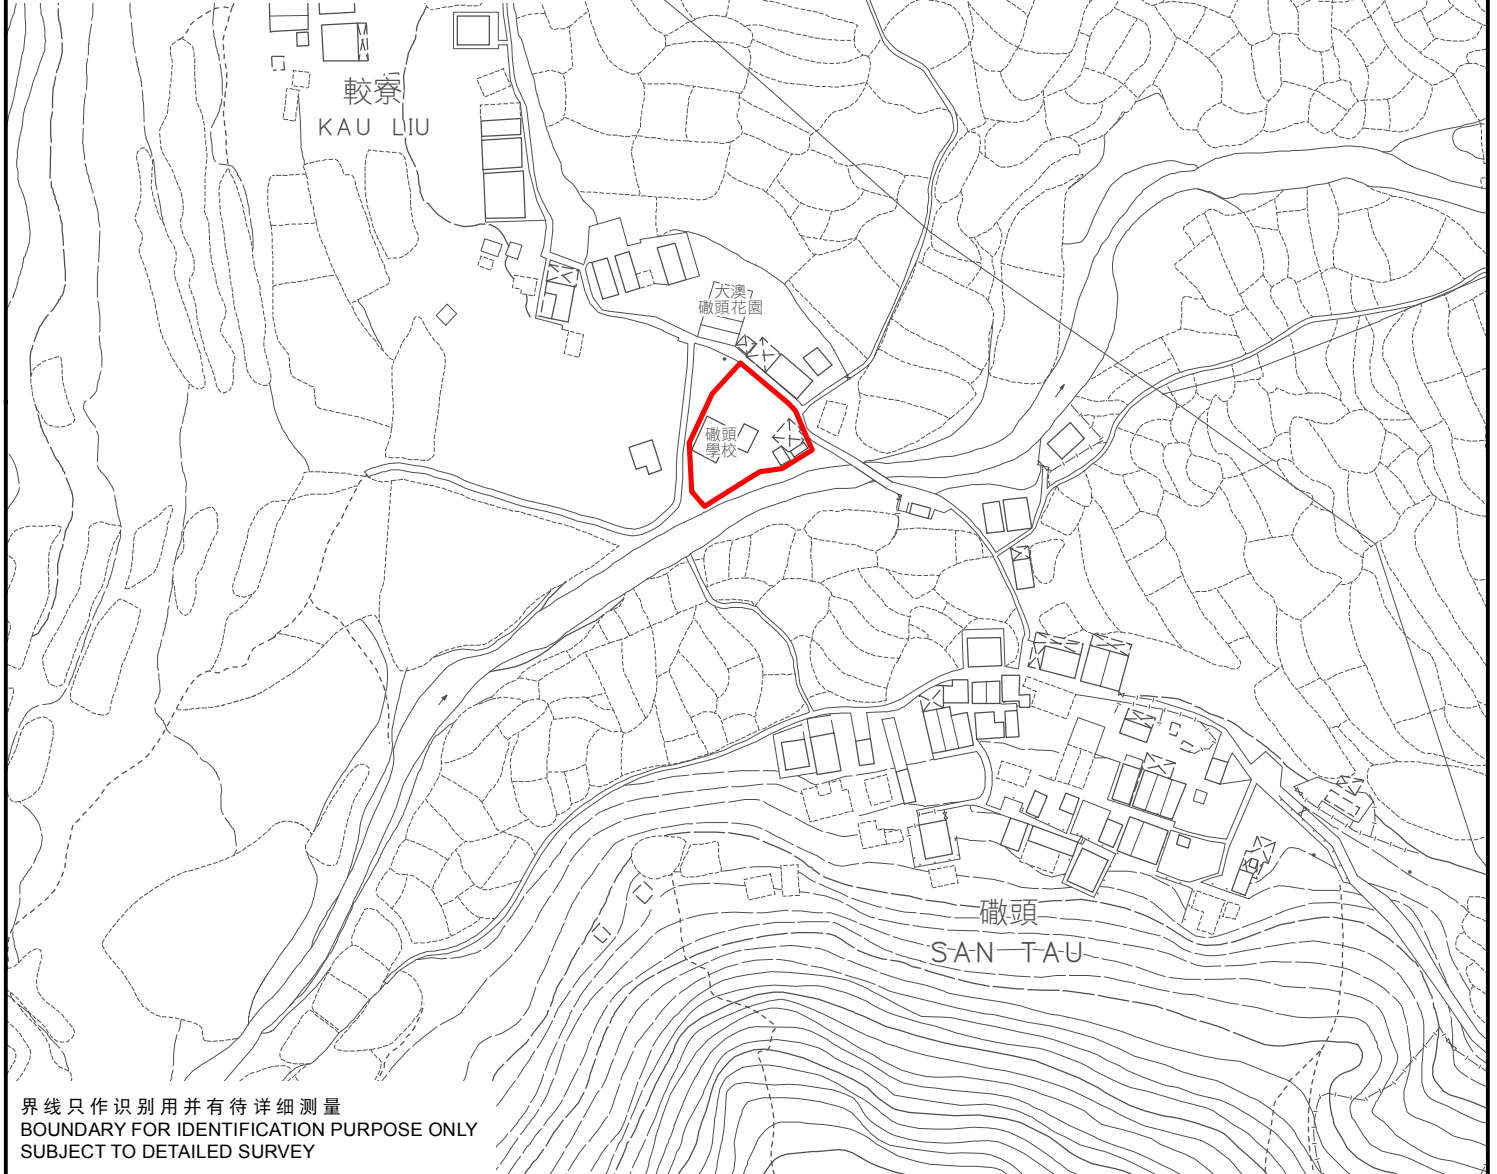 較寮
KAU LIU
大澳
磡頭花園
磡頭
學校
磡頭
SAN TAU
界线只作识别用并有待详细测量
BOUNDARY FOR IDENTIFICATION PURPOSE ONLY
SUBJECT TO DETAILED SURVEY